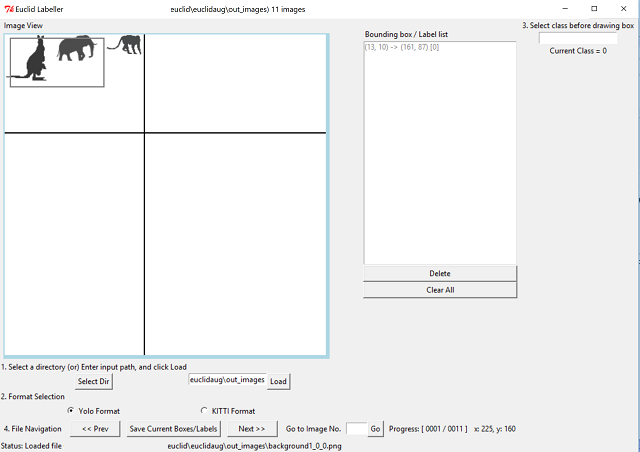 Euclid Labeller euclid\euclidaug\out_images) 11 images
Image View
3. Select class before drawing box
Bounding box / Label list
Current Class = 0
(13, 10) -> (161, 87) [0]
Delete
Clear All
1. Select a directory (or) Enter input path, and click Load
Select Dir euclidaug\out_images Load
2. Format Selection
Yolo Format KITTI Format
4. File Navigation << Prev Save Current Boxes/Labels Next >> Go to Image No. Go Progress: [ 0001 / 0011 ] x: 225, y: 160
Status: Loaded file euclid\euclidaug\out_images\background1_0_0.png